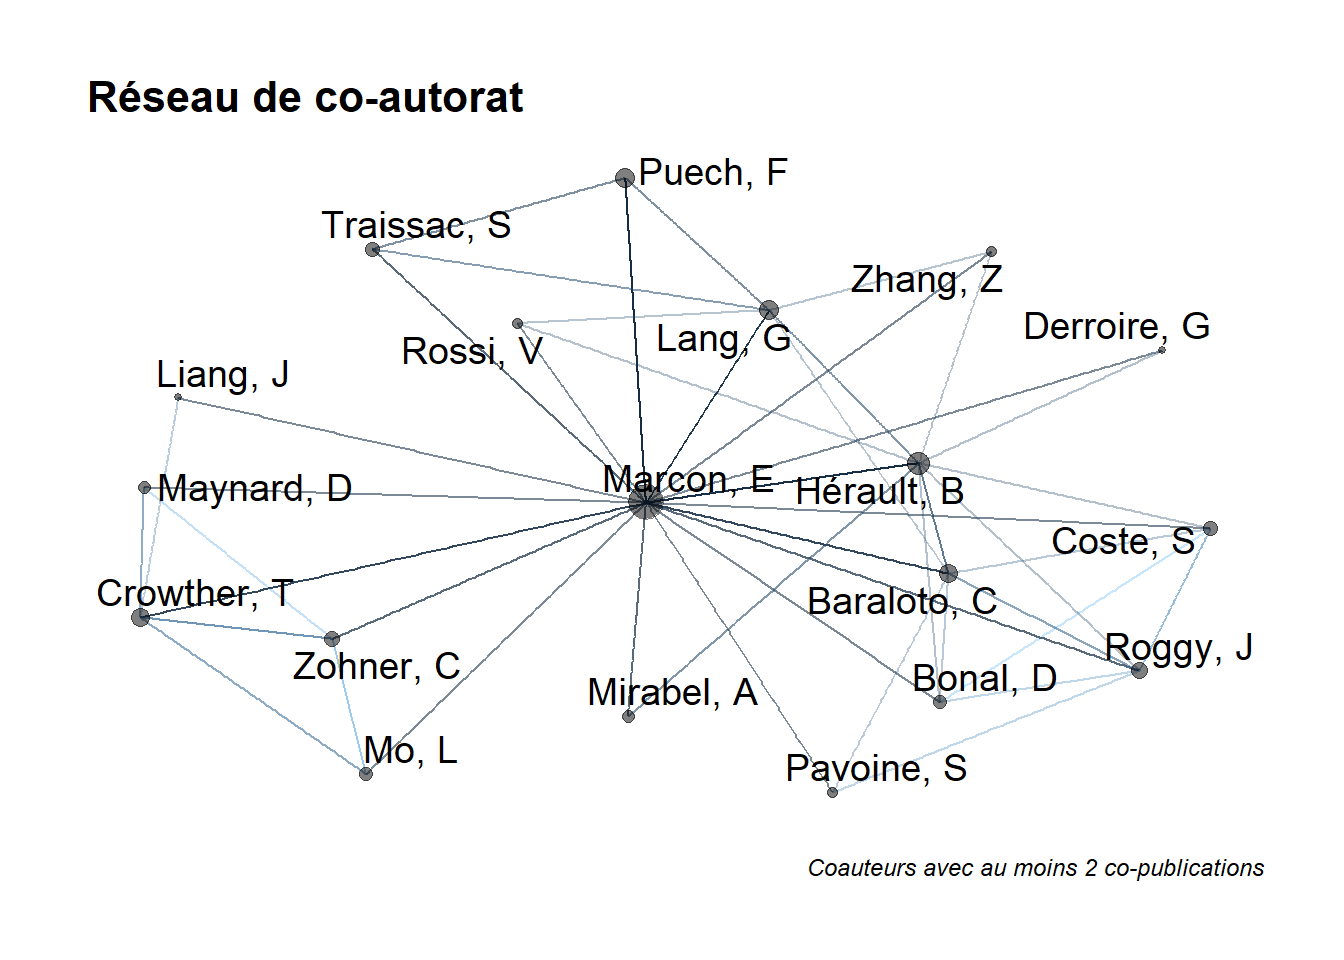 Réseau de co-autorat
Puech, F
Traissac, S
Zhang, Z
Derroire, G
Lang, G
Rossi, V
Liang, J
Marcon, E
Maynard, D
Hérault, B
Coste, S
Crowther, T
Baraloto, C
Roggy, J
Zohner, C
Bonal, D
Mirabel, A
Mo, L
Pavoine, S
Coauteurs avec au moins 2 co-publications